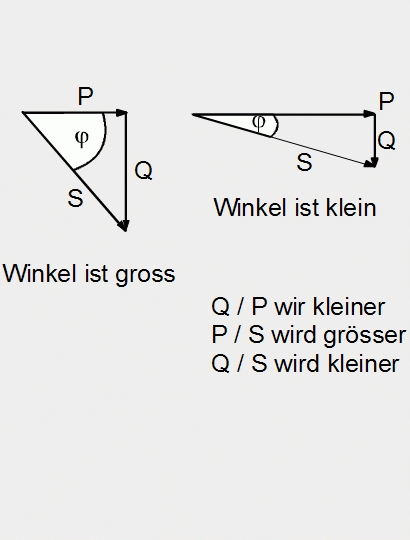 P
φ
Q
S
Winkel ist gross
P
φ
Q
S
Winkel ist klein
Q / P wir kleiner
P / S wird grösser
Q / S wird kleiner